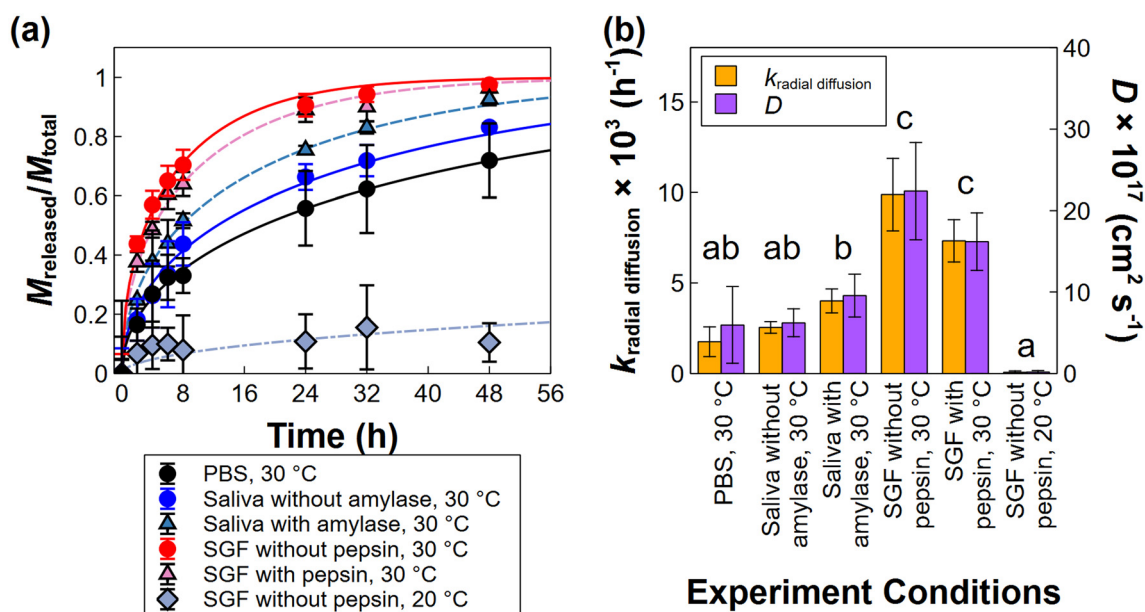 (a)
M_released/M_total
1
0.8
0.6
0.4
0.2
0
0 8 16 24 32 40 48 56
Time (h)
PBS, 30 °C
Saliva without amylase, 30 °C
Saliva with amylase, 30 °C
SGF without pepsin, 30 °C
SGF with pepsin, 30 °C
SGF without pepsin, 20 °C
(b)
k_radial diffusion × 10³ (h⁻¹)
15
10
5
0
k_radial diffusion
D
ab
ab
b
c
c
a
40
30
20
10
0
D × 10¹⁷ (cm² s⁻¹)
PBS, 30 °C
Saliva without
amylase, 30 °C
Saliva with
amylase, 30 °C
SGF without
pepsin, 30 °C
SGF with
pepsin, 30 °C
SGF without
pepsin, 20 °C
Experiment Conditions